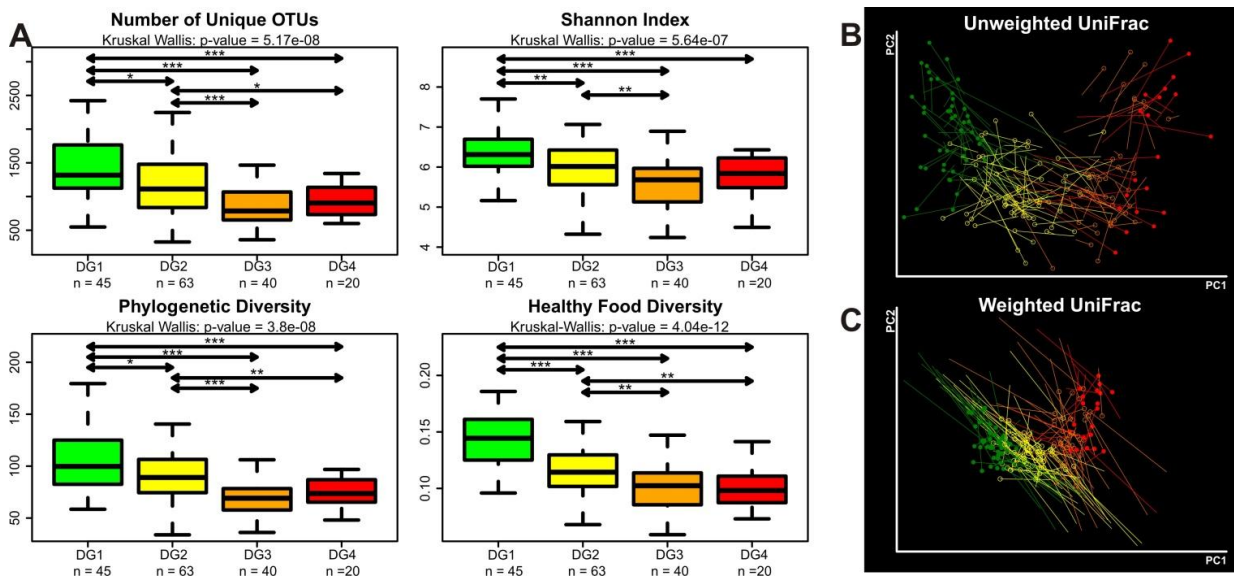 A
Number of Unique OTUs
Kruskal Wallis: p-value = 5.17e-08
***
***
*
*
***
2500
1500
500
DG1 DG2 DG3 DG4
n = 45 n = 63 n = 40 n =20
Shannon Index
Kruskal Wallis: p-value = 5.64e-07
***
***
**
**
8
7
6
5
4
DG1 DG2 DG3 DG4
n = 45 n = 63 n = 40 n =20
Phylogenetic Diversity
Kruskal Wallis: p-value = 3.8e-08
***
***
*
**
***
200
150
100
50
DG1 DG2 DG3 DG4
n = 45 n = 63 n = 40 n =20
Healthy Food Diversity
Kruskal-Wallis: p-value = 4.04e-12
***
***
***
**
**
0.20
0.15
0.10
DG1 DG2 DG3 DG4
n = 45 n = 63 n = 40 n =20
B
Unweighted UniFrac
PC2
PC1
C
Weighted UniFrac
PC2
PC1